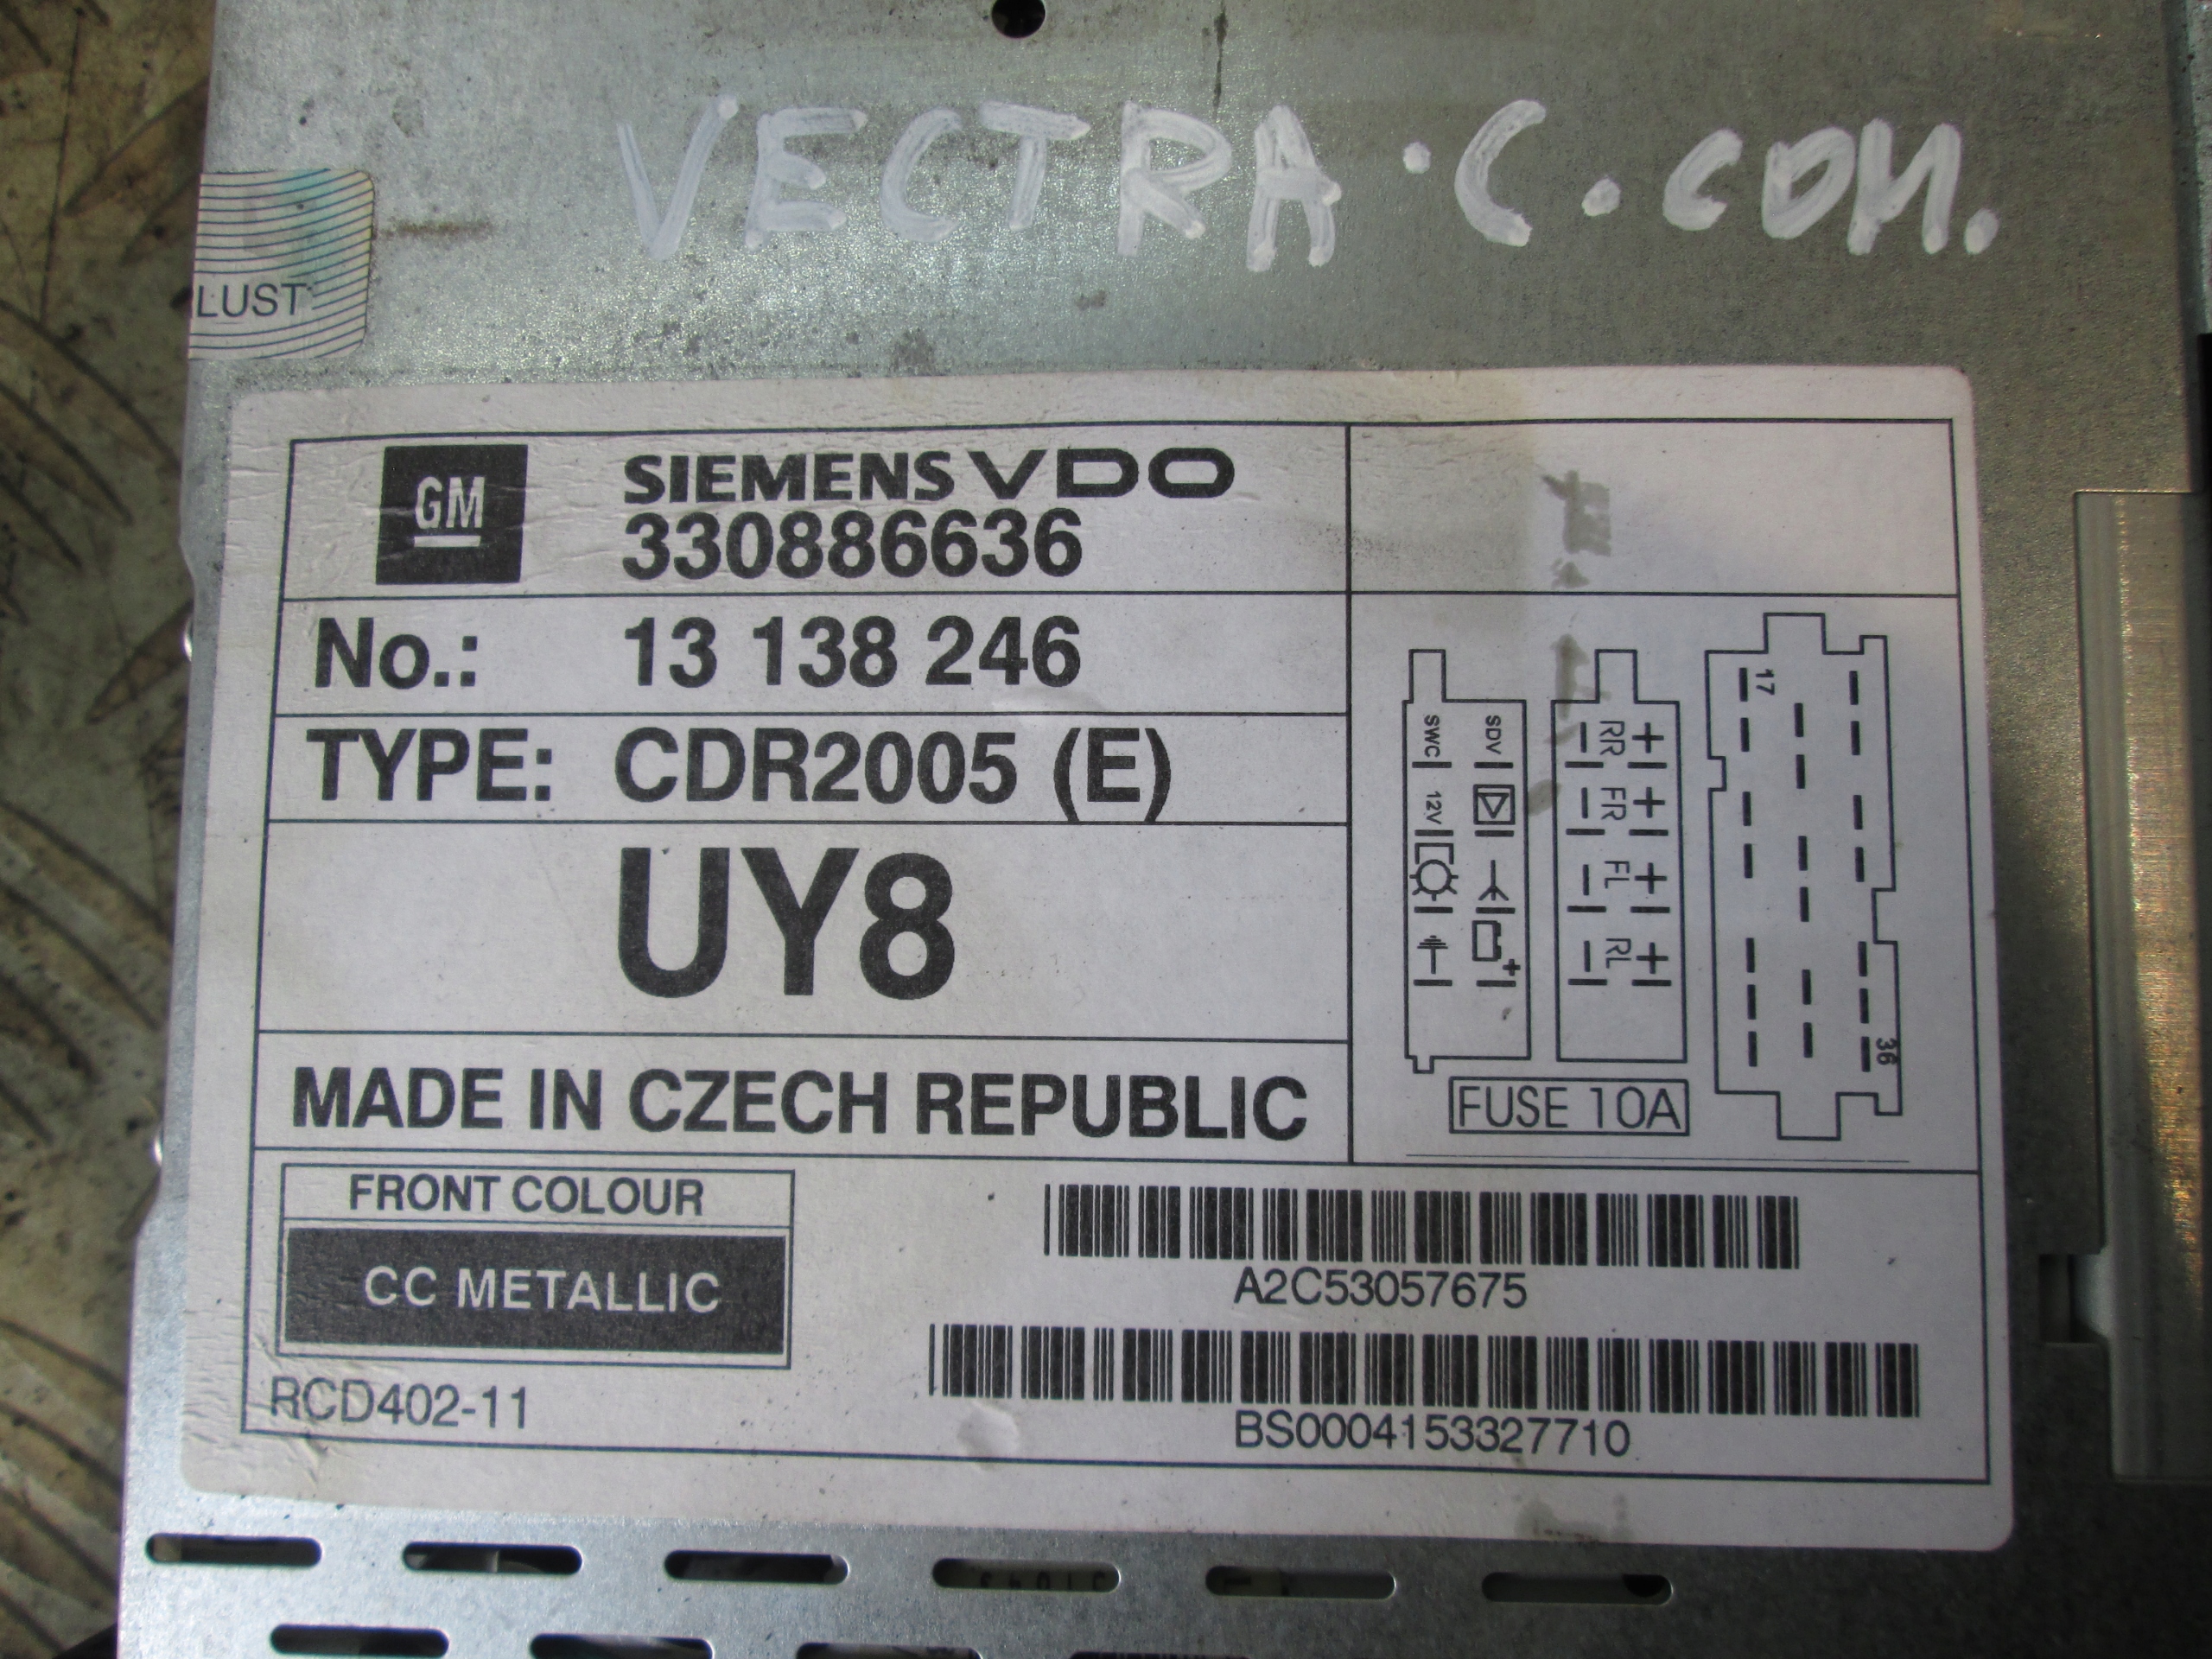 VECTRA.C.CDM.
LUST
GM
SIEMENS VDO
330886636
No.: 13 138 246
TYPE: CDR2005 (E)
UY8
MADE IN CZECH REPUBLIC
SWC 12V
SDV
RR FR FL RL
17
36
FUSE 10A
FRONT COLOUR
CC METALLIC
RCD402-11
A2C53057675
BS0004153327710